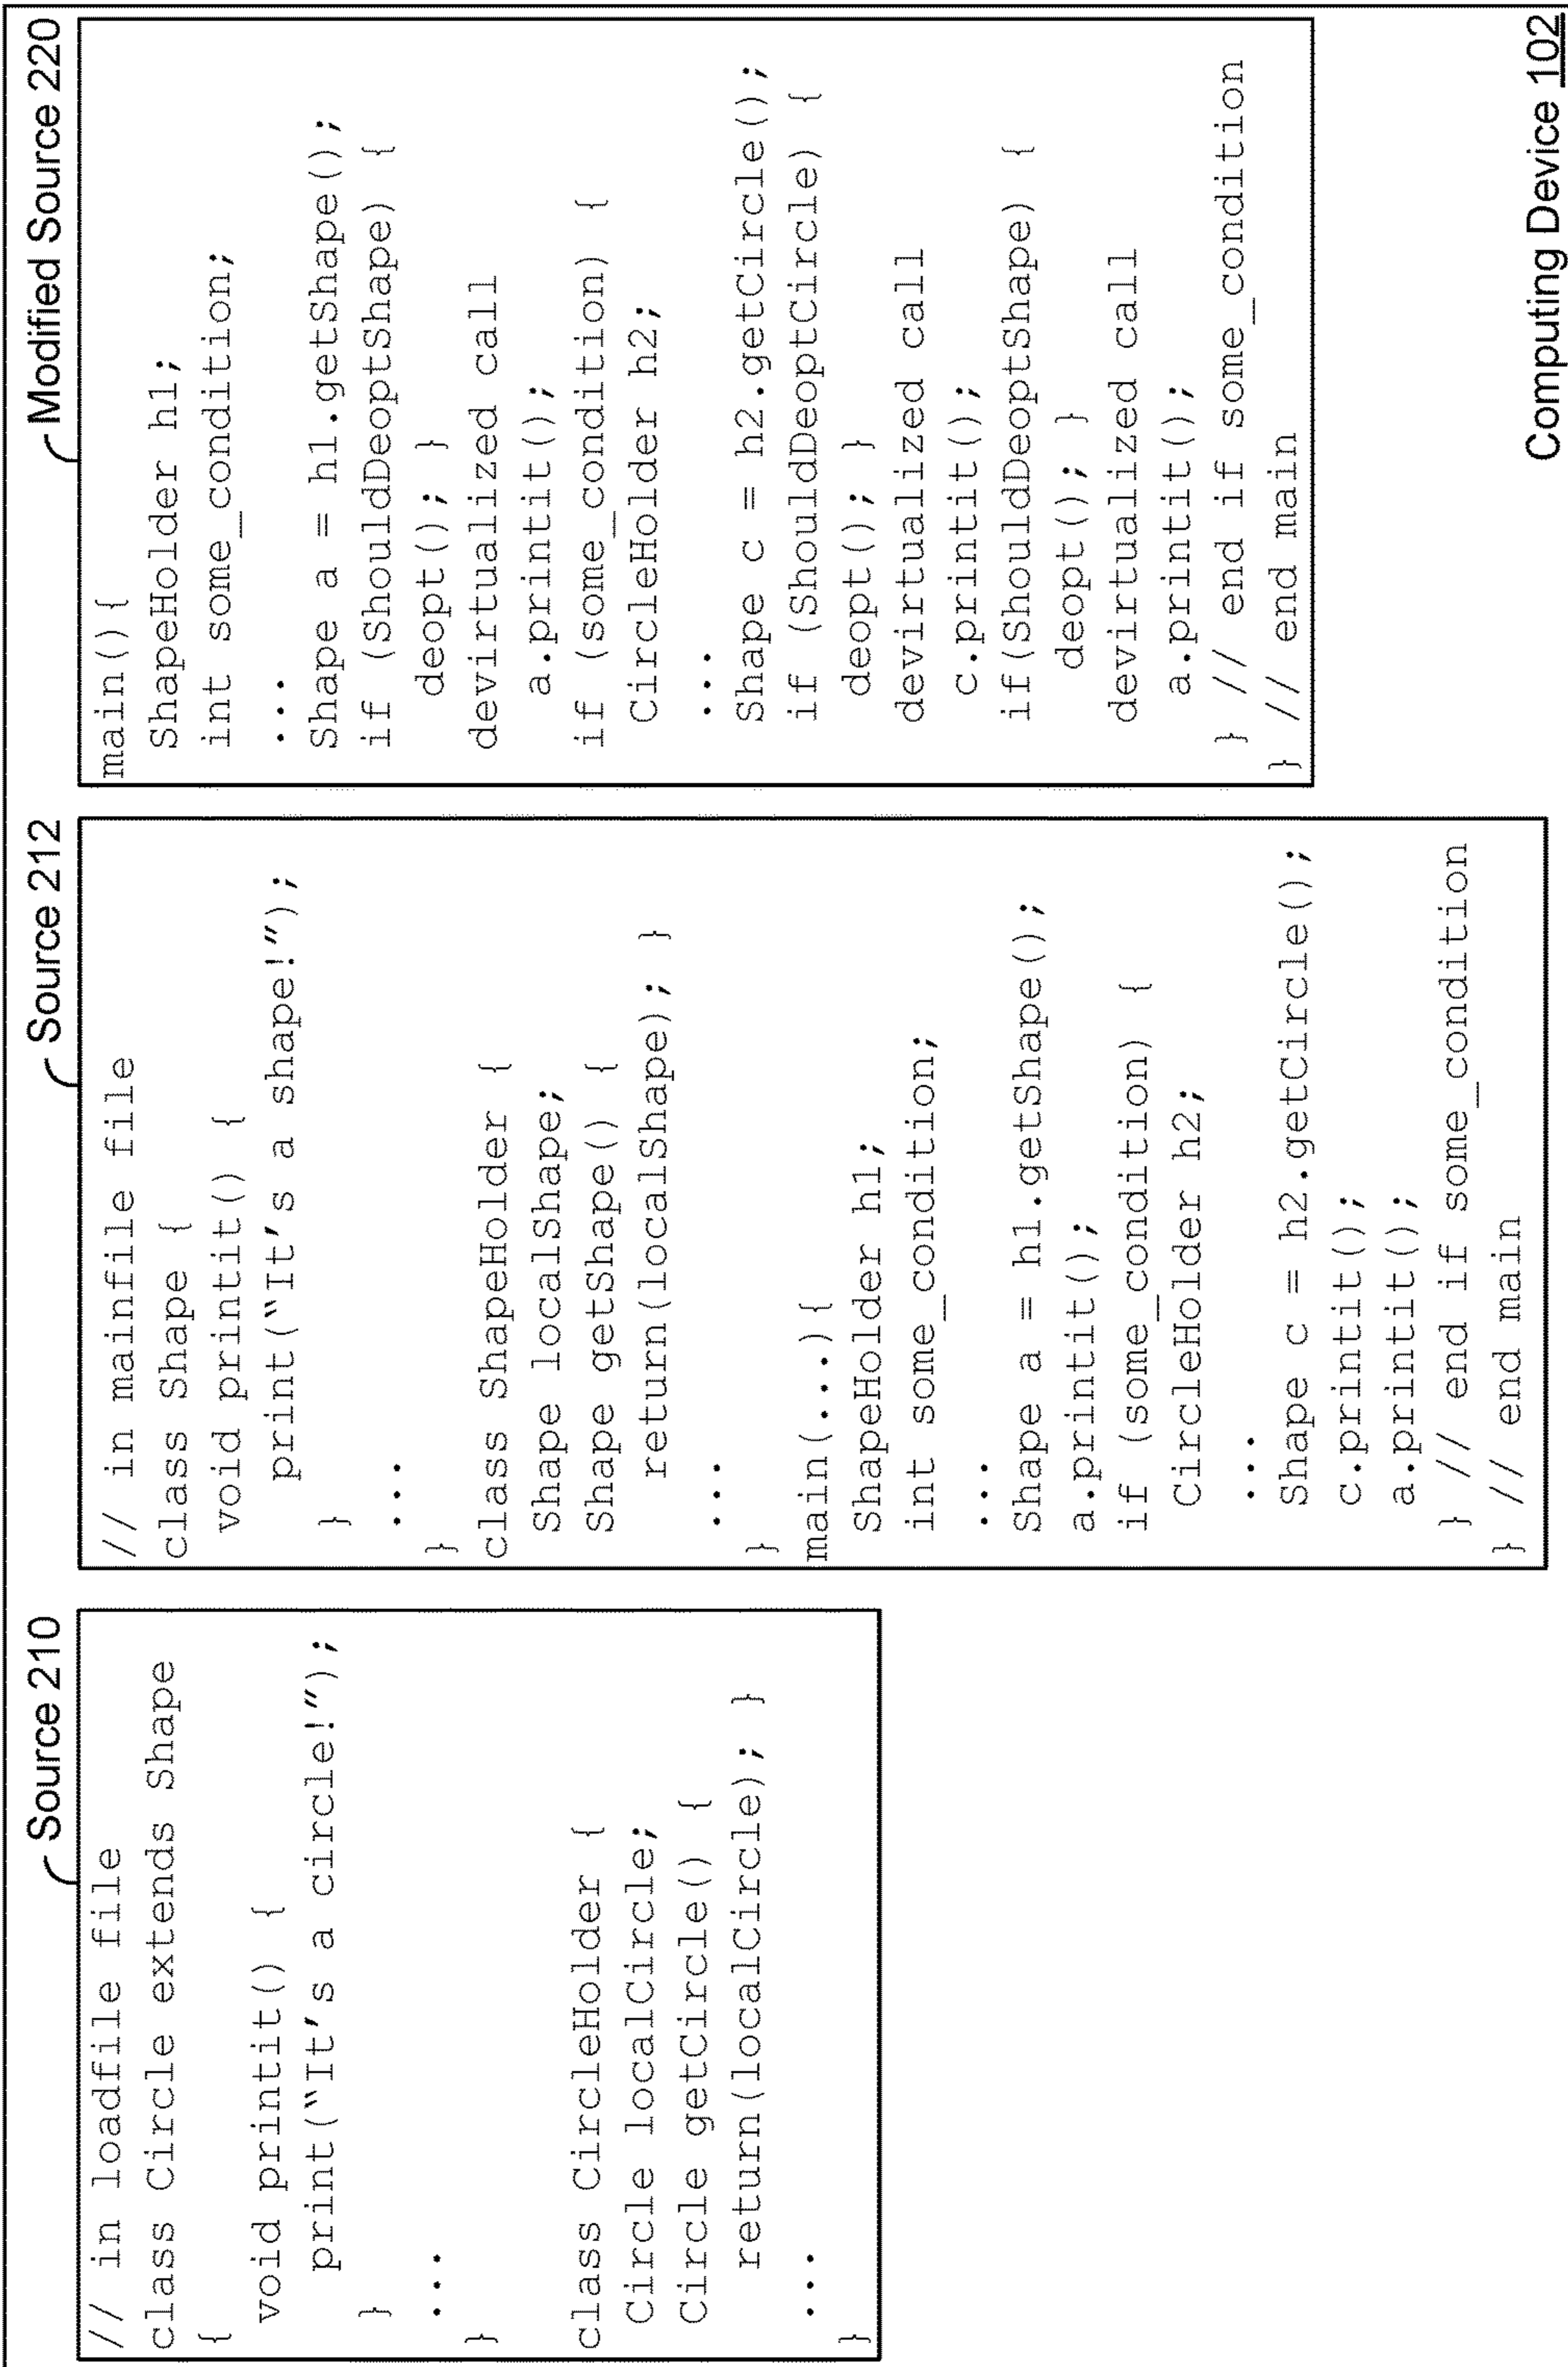 Source 210
// in loadfile file
class Circle extends Shape
{
void printit() {
print(“It's a circle!”);
}
...
}
class CircleHolder {
Circle localCircle;
Circle getCircle() {
return(localCircle); }
...
}
Source 212
// in mainfile file
class Shape {
void printit() {
print(“It's a shape!”);
}
...
}
class ShapeHolder {
Shape localShape;
Shape getShape() {
return(localShape); }
...
}
main(...){
ShapeHolder h1;
int some_condition;
...
Shape a = h1.getShape();
a.printit();
if (some_condition) {
CircleHolder h2;
...
Shape c = h2.getCircle();
c.printit();
a.printit();
} // end if some_condition
} // end main
Modified Source 220
main(){
ShapeHolder h1;
int some_condition;
...
Shape a = h1.getShape();
if (ShouldDeoptShape) {
deopt(); }
devirtualized call
a.printit();
if (some_condition) {
CircleHolder h2;
...
Shape c = h2.getCircle();
if (ShouldDeoptCircle) {
deopt(); }
devirtualized call
c.printit();
if(ShouldDeoptShape) {
deopt(); }
devirtualized call
a.printit();
} // end if some_condition
} // end main
Computing Device 102